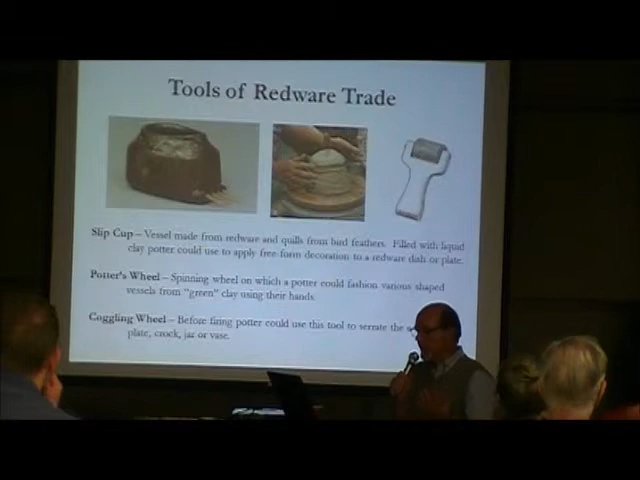 Tools of Redware Trade
Slip Cup – Vessel made from redware and quills from bird feathers. Filled with liquid
clay potter could use to apply free-form decoration to a redware dish or plate.
Potter's Wheel – Spinning wheel on which a potter could fashion various shaped
vessels from "green" clay using their hands.
Coggling Wheel – Before firing potter could use this tool to serrate the
plate, crock, jar or vase.